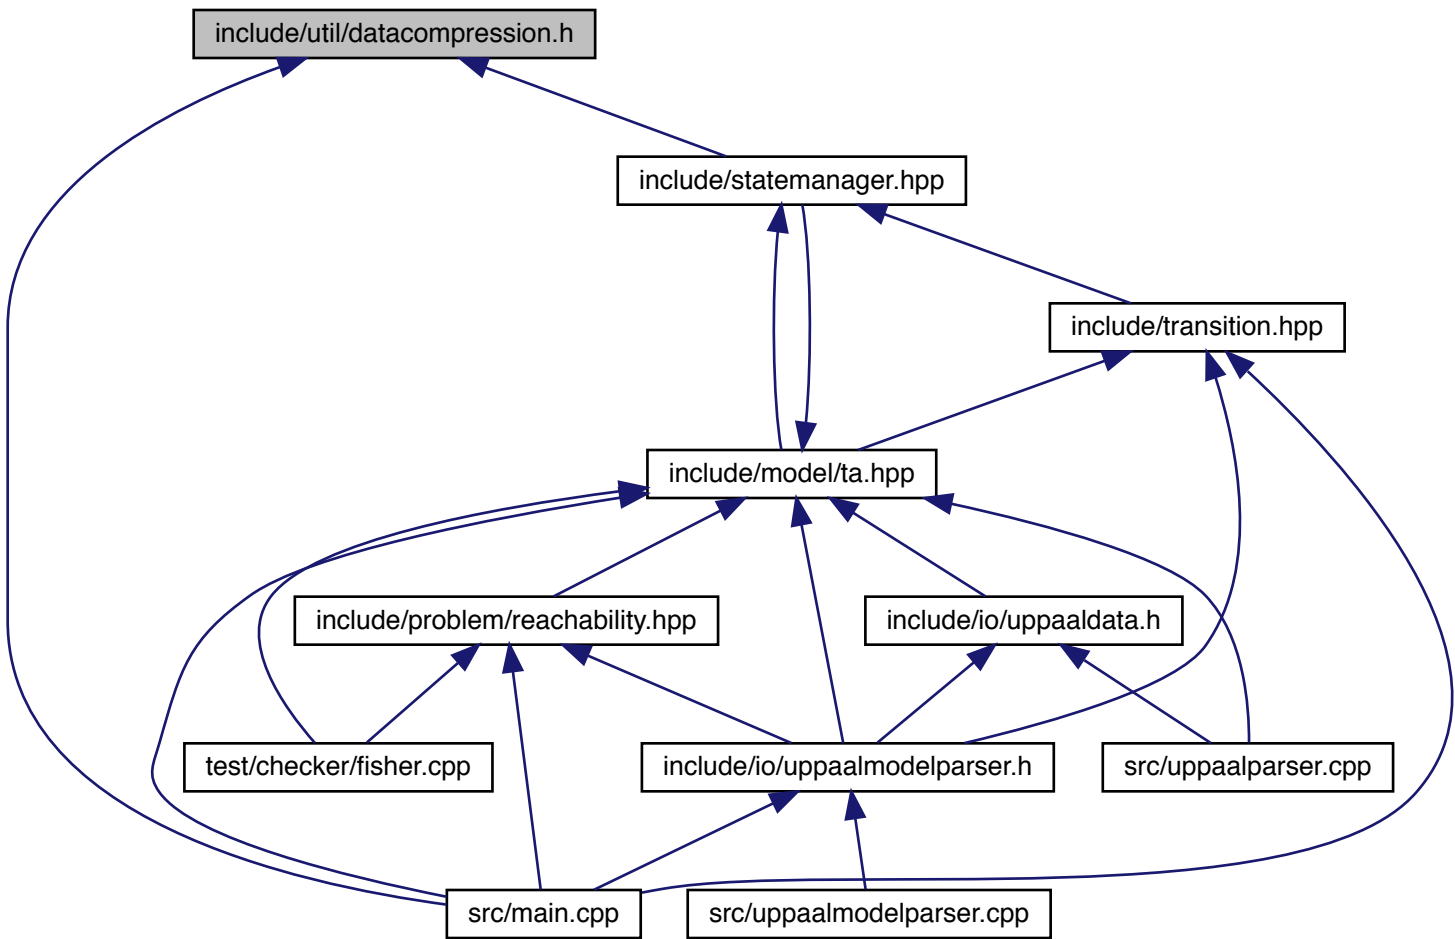 include/util/datacompression.h
include/statemanager.hpp
include/transition.hpp
include/model/ta.hpp
include/problem/reachability.hpp
include/io/uppaaldata.h
test/checker/fisher.cpp
include/io/uppaalmodelparser.h
src/uppaalparser.cpp
src/main.cpp
src/uppaalmodelparser.cpp